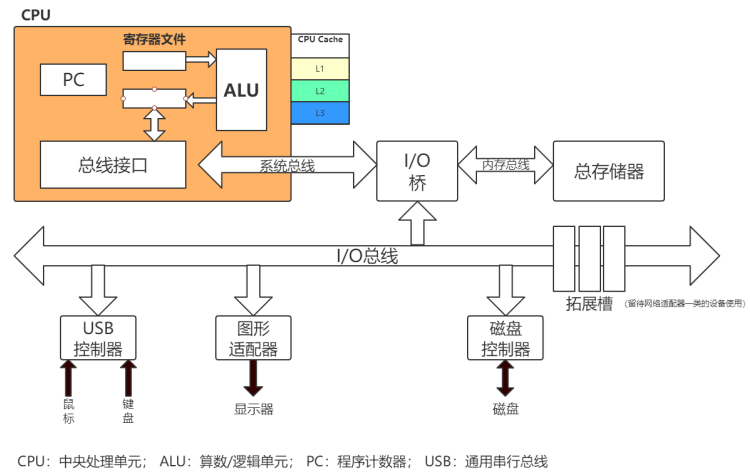 CPU
寄存器文件
CPU Cache
PC
ALU
L1
L2
L3
总线接口
系统总线
I/O
桥
内存总线
总存储器
I/O总线
拓展槽
(留待网络适配器一类的设备使用)
USB
控制器
图形
适配器
磁盘
控制器
鼠
标
键
盘
显示器
磁盘
CPU：中央处理单元； ALU：算数/逻辑单元； PC：程序计数器； USB：通用串行总线